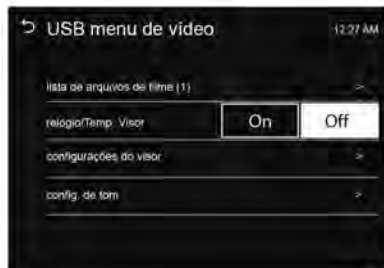 USB menu de vídeo
12:27 AM
lista de arquivos de filme (1) >
relógio/Temp. Visor On Off
configurações do visor >
config. de tom >